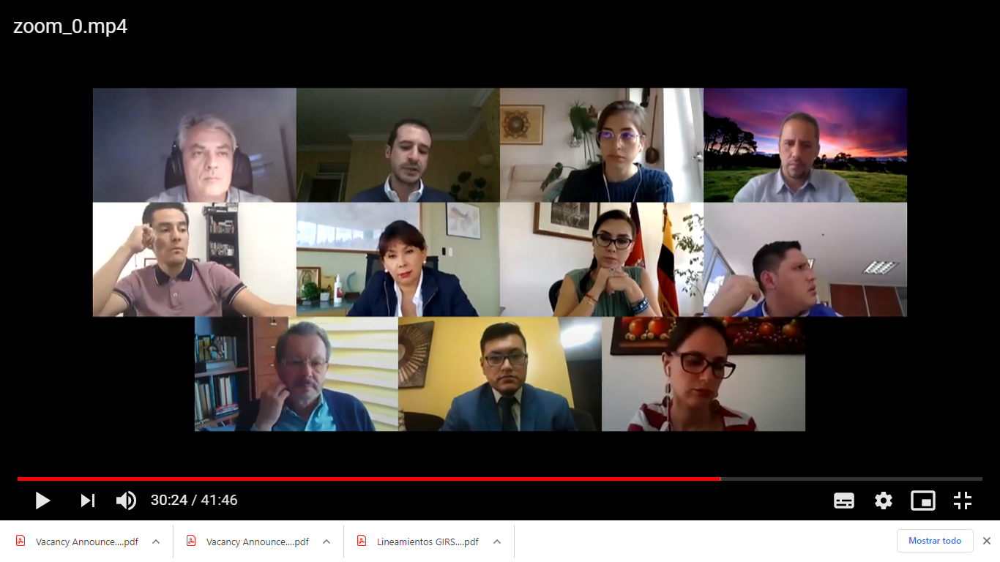 zoom_0.mp4
30:24 / 41:46
Vacancy Announce....pdf
Vacancy Announce....pdf
Lineamientos GIRS....pdf
Mostrar todo